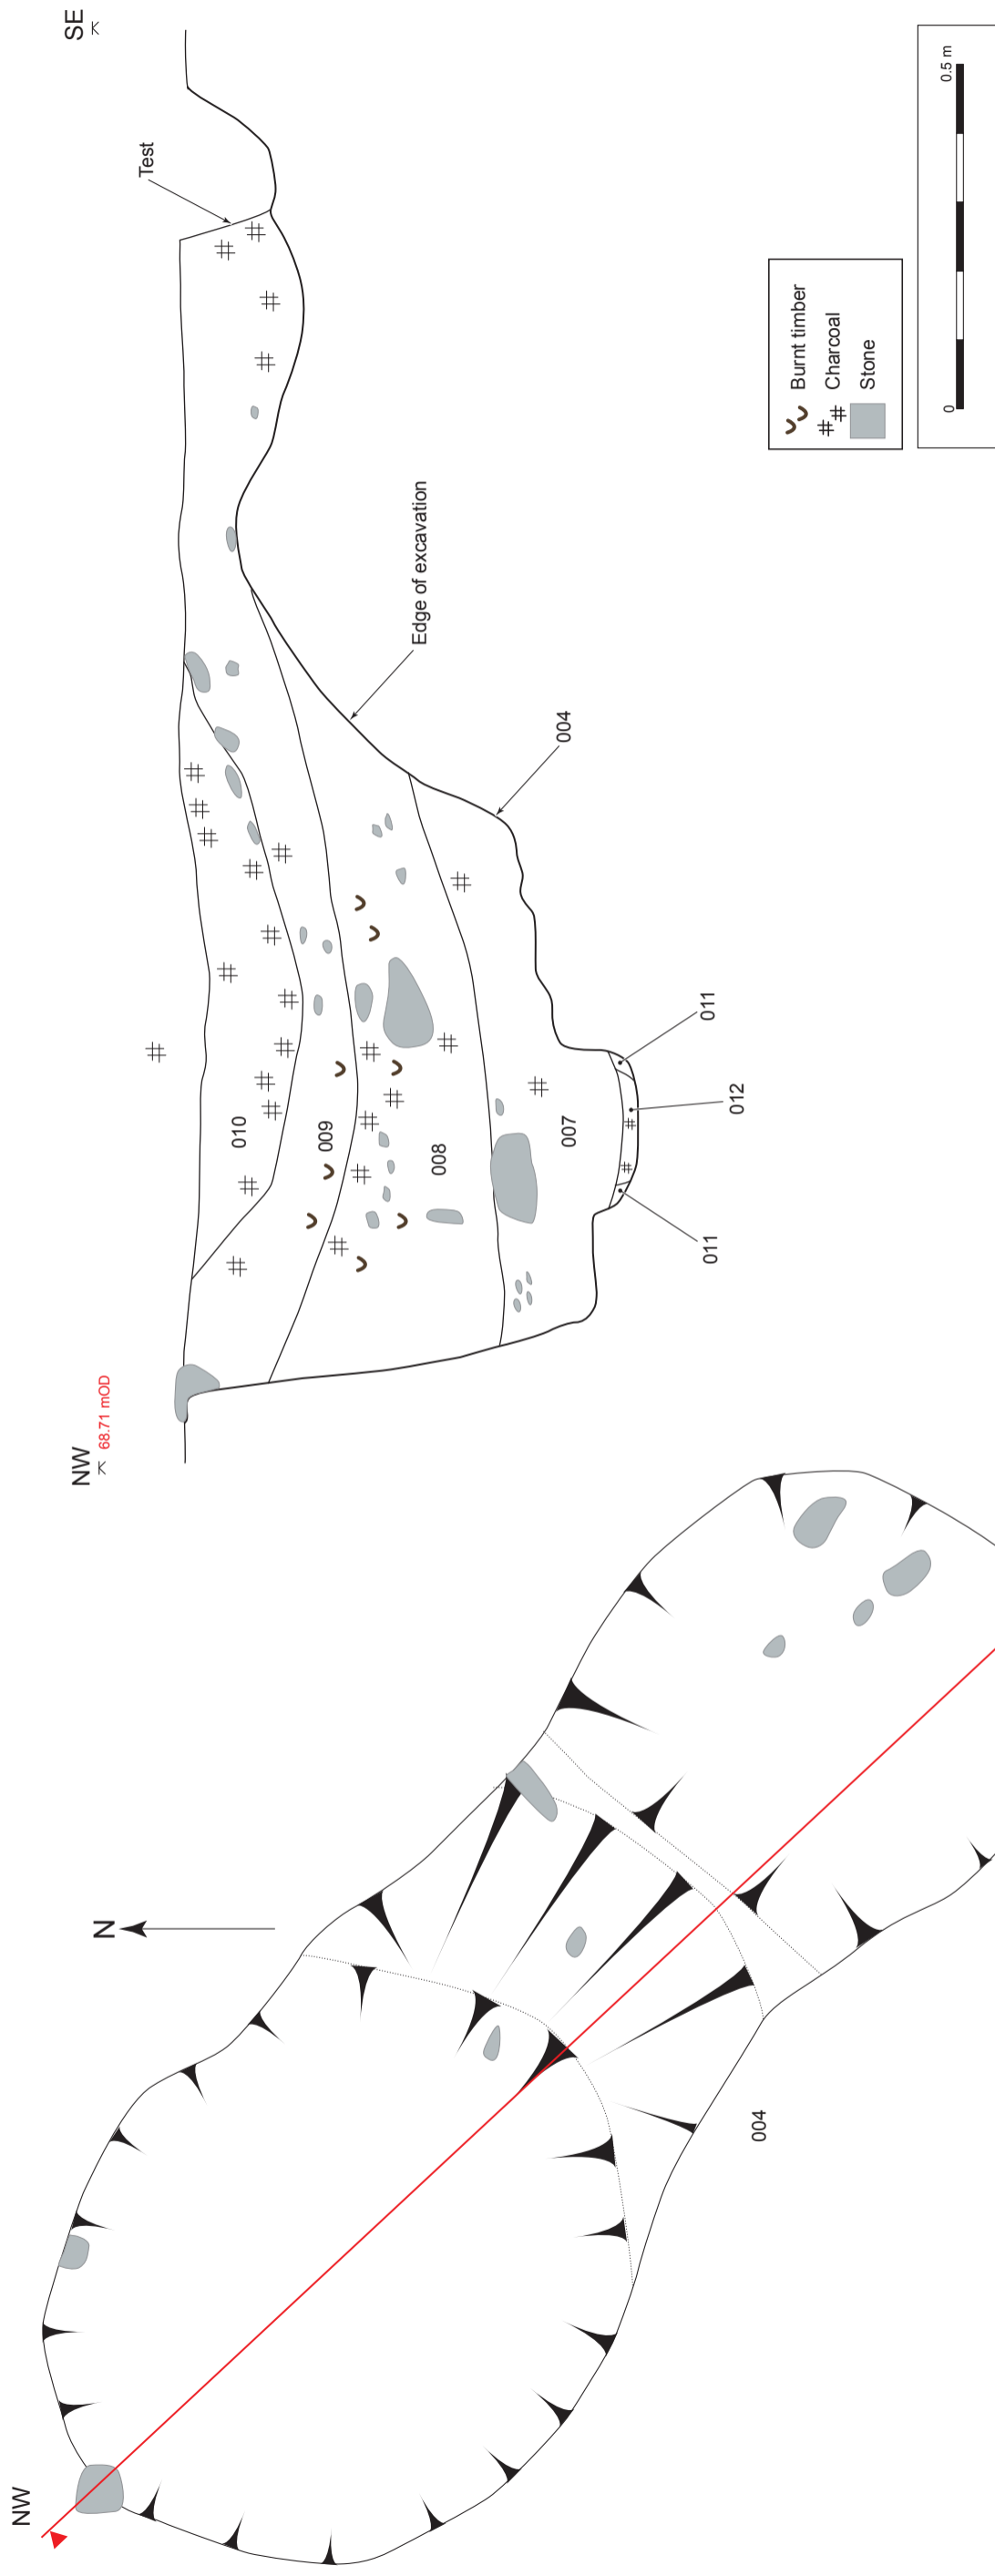 NW
68.71 mOD
SE
Test
Edge of excavation
004
010
009
008
007
011
012
011
Burnt timber
Charcoal
Stone
0
0.5 m
NW
N
004